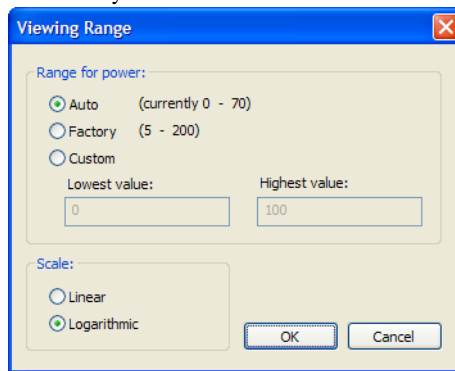 Viewing Range
Range for power:
Auto (currently 0 - 70)
Factory (5 - 200)
Custom
Lowest value: Highest value:
0 100
Scale:
Linear
Logarithmic
OK Cancel